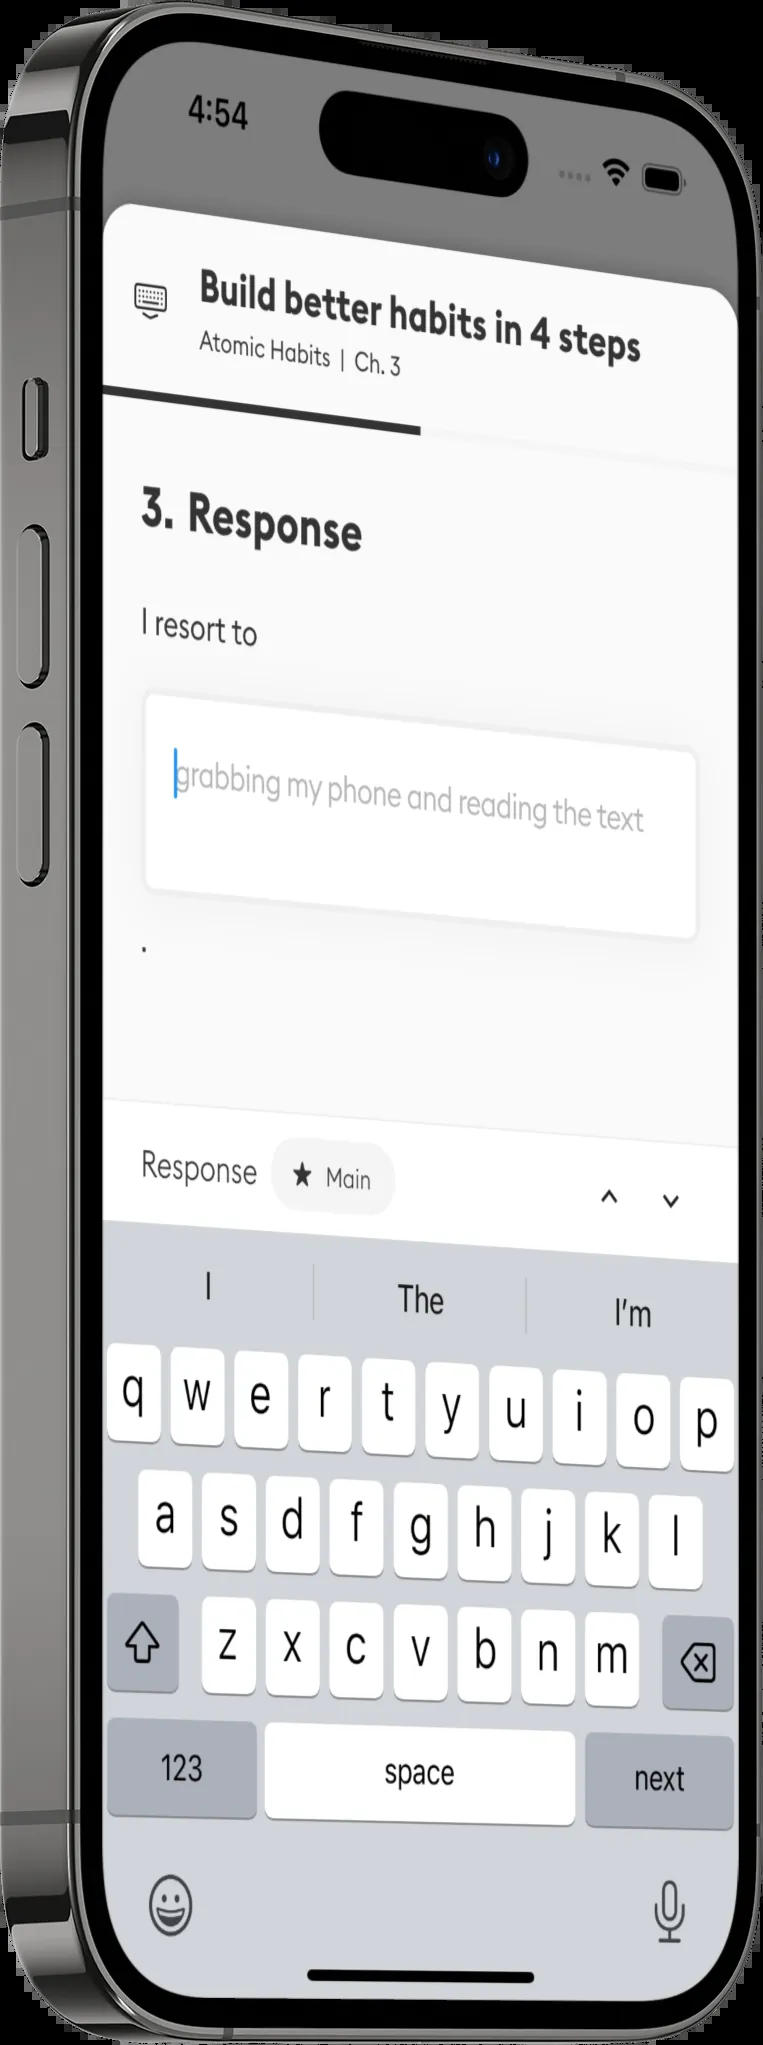 4:54
Build better habits in 4 steps
Atomic Habits | Ch. 3
3. Response
I resort to
grabbing my phone and reading the text
.
Response ★ Main
I The I'm
q w e r t y u i o p
a s d f g h j k l
z x c v b n m
123 space next